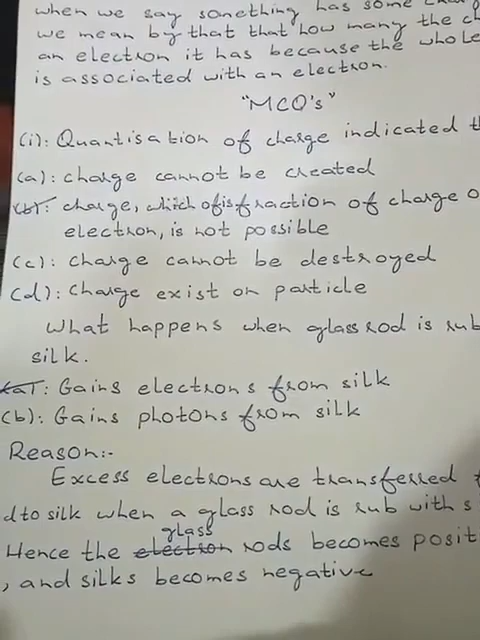 when we say something has some
we mean by that that how many the
an electron it has because the whole
is associated with an electron.
"MCQ's"
(i): Quantisation of charge indicated
(a): charge cannot be created
(b): charge, which of is fraction of charge
electron, is not possible
(c): charge cannot be destroyed
(d): Charge exist on particle
What happens when glass rod is
silk.
(a): Gains electrons from silk
(b): Gains photons from silk
Reason:-
Excess electrons are transferred
d to silk when a glass rod is rub with
glass
Hence the electron rods becomes
, and silks becomes negative